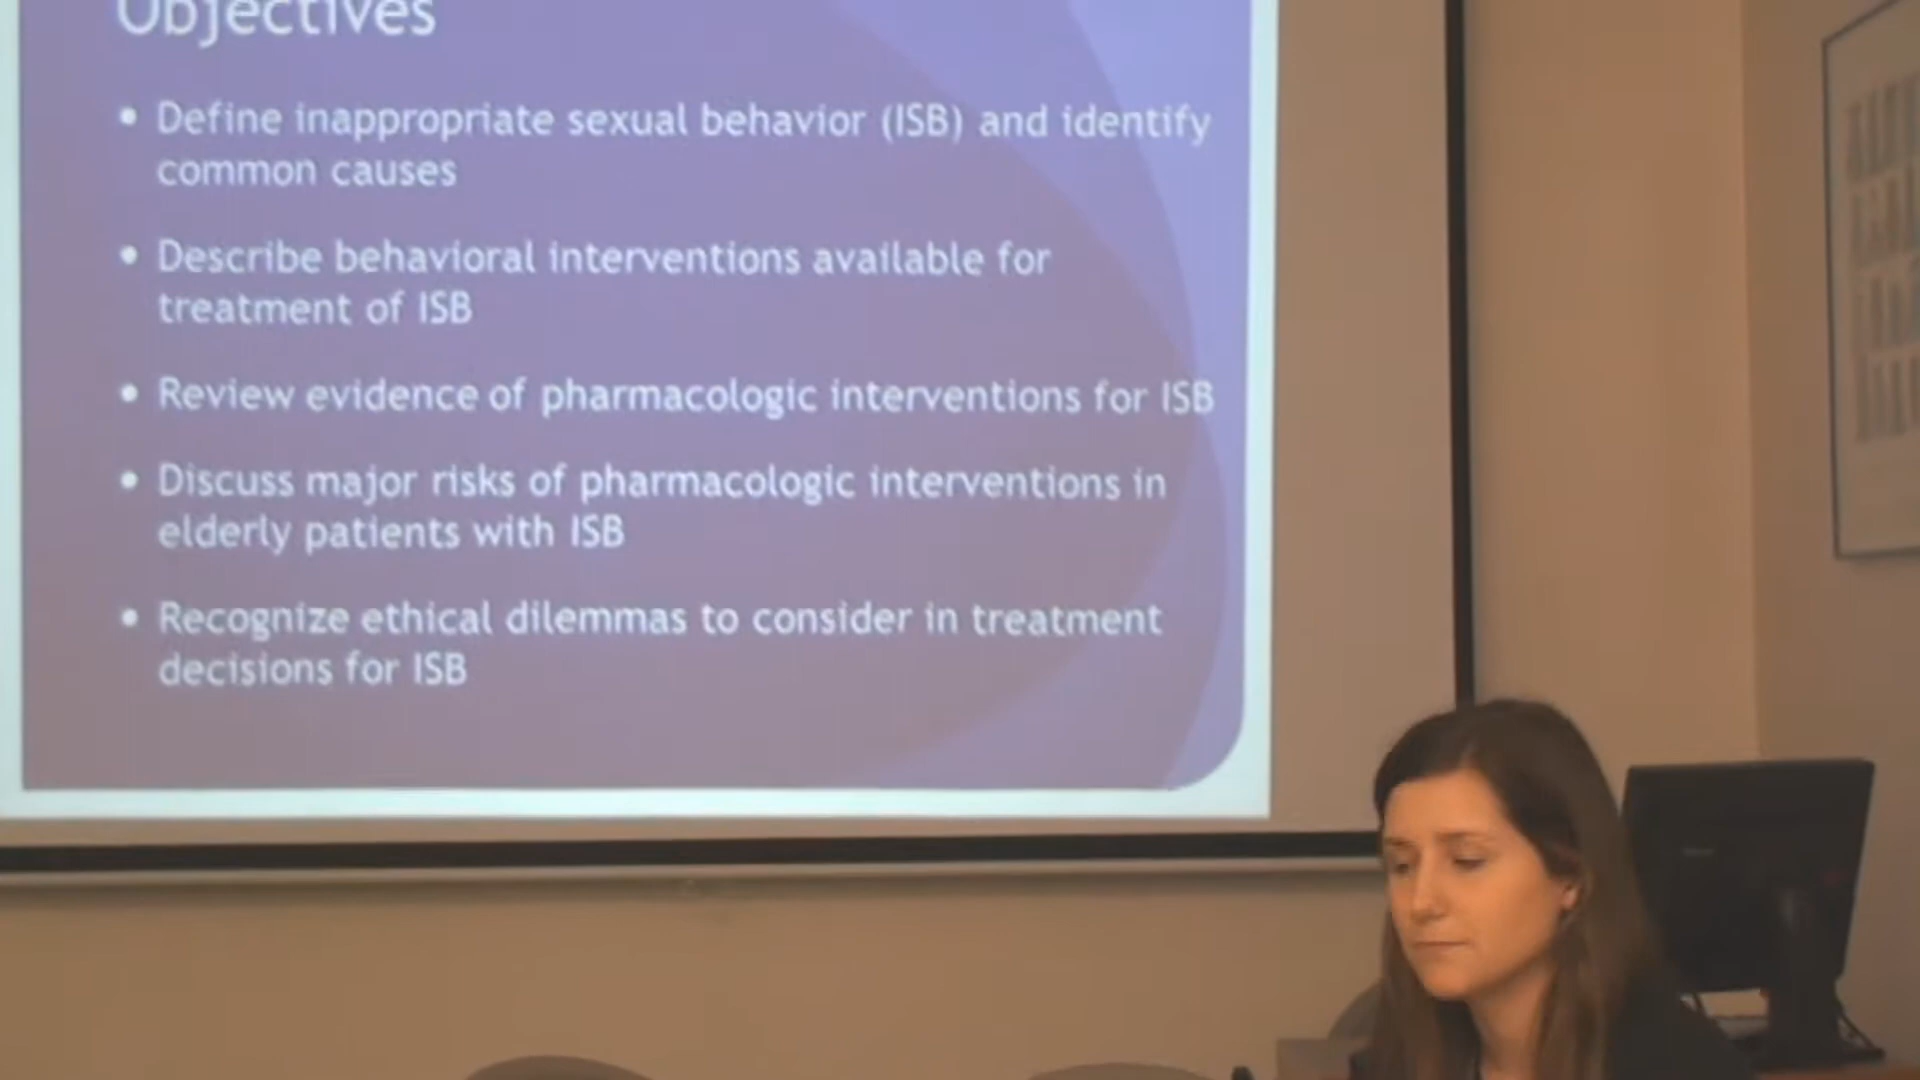 Objectives
• Define inappropriate sexual behavior (ISB) and identify
common causes
• Describe behavioral interventions available for
treatment of ISB
• Review evidence of pharmacologic interventions for ISB
• Discuss major risks of pharmacologic interventions in
elderly patients with ISB
• Recognize ethical dilemmas to consider in treatment
decisions for ISB